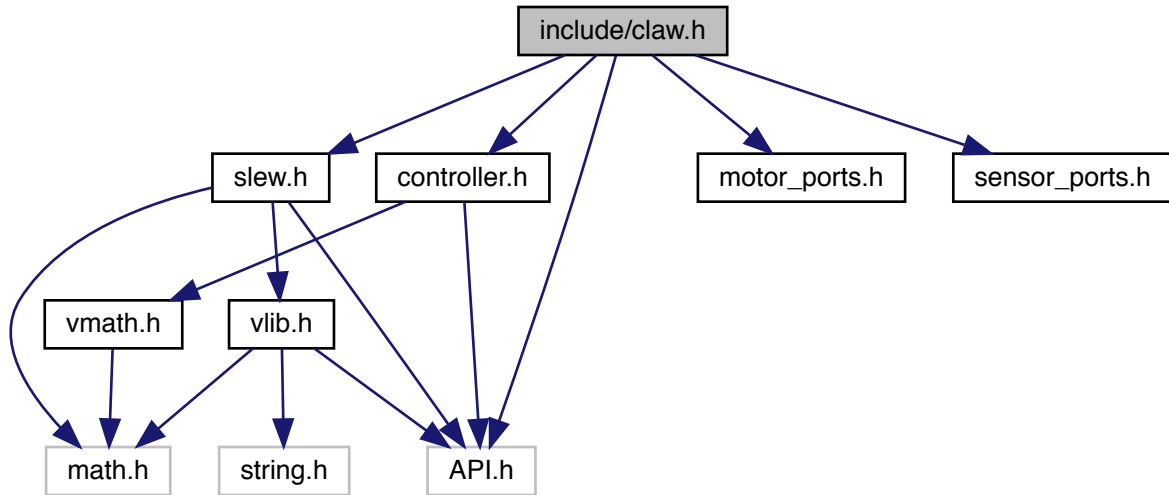 include/claw.h
slew.h
controller.h
motor_ports.h
sensor_ports.h
vmath.h
vlib.h
math.h
string.h
API.h